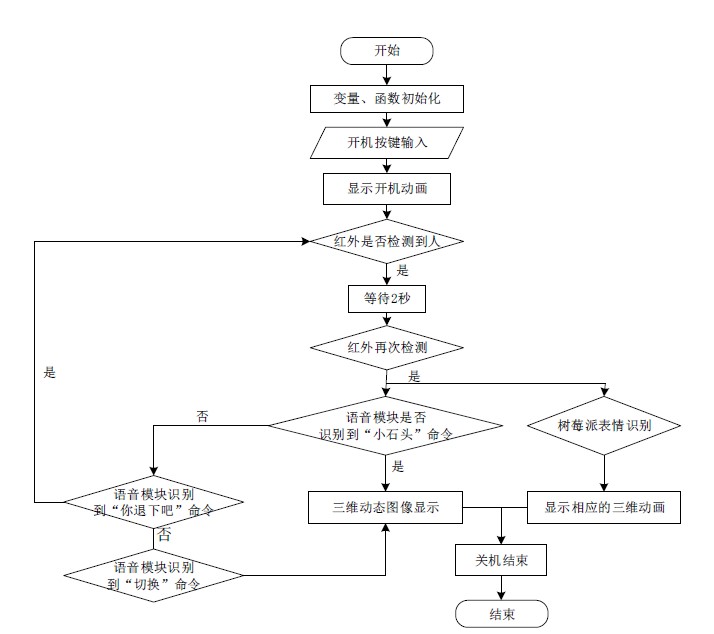 开始
变量、函数初始化
开机按键输入
显示开机动画
红外是否检测到人
是
等待2秒
红外再次检测
是
是
否
语音模块是否
识别到“小石头”命令
树莓派表情识别
是
语音模块识别
到“你退下吧”命令
三维动态图像显示
显示相应的三维动画
否
关机结束
语音模块识别
到“切换”命令
结束